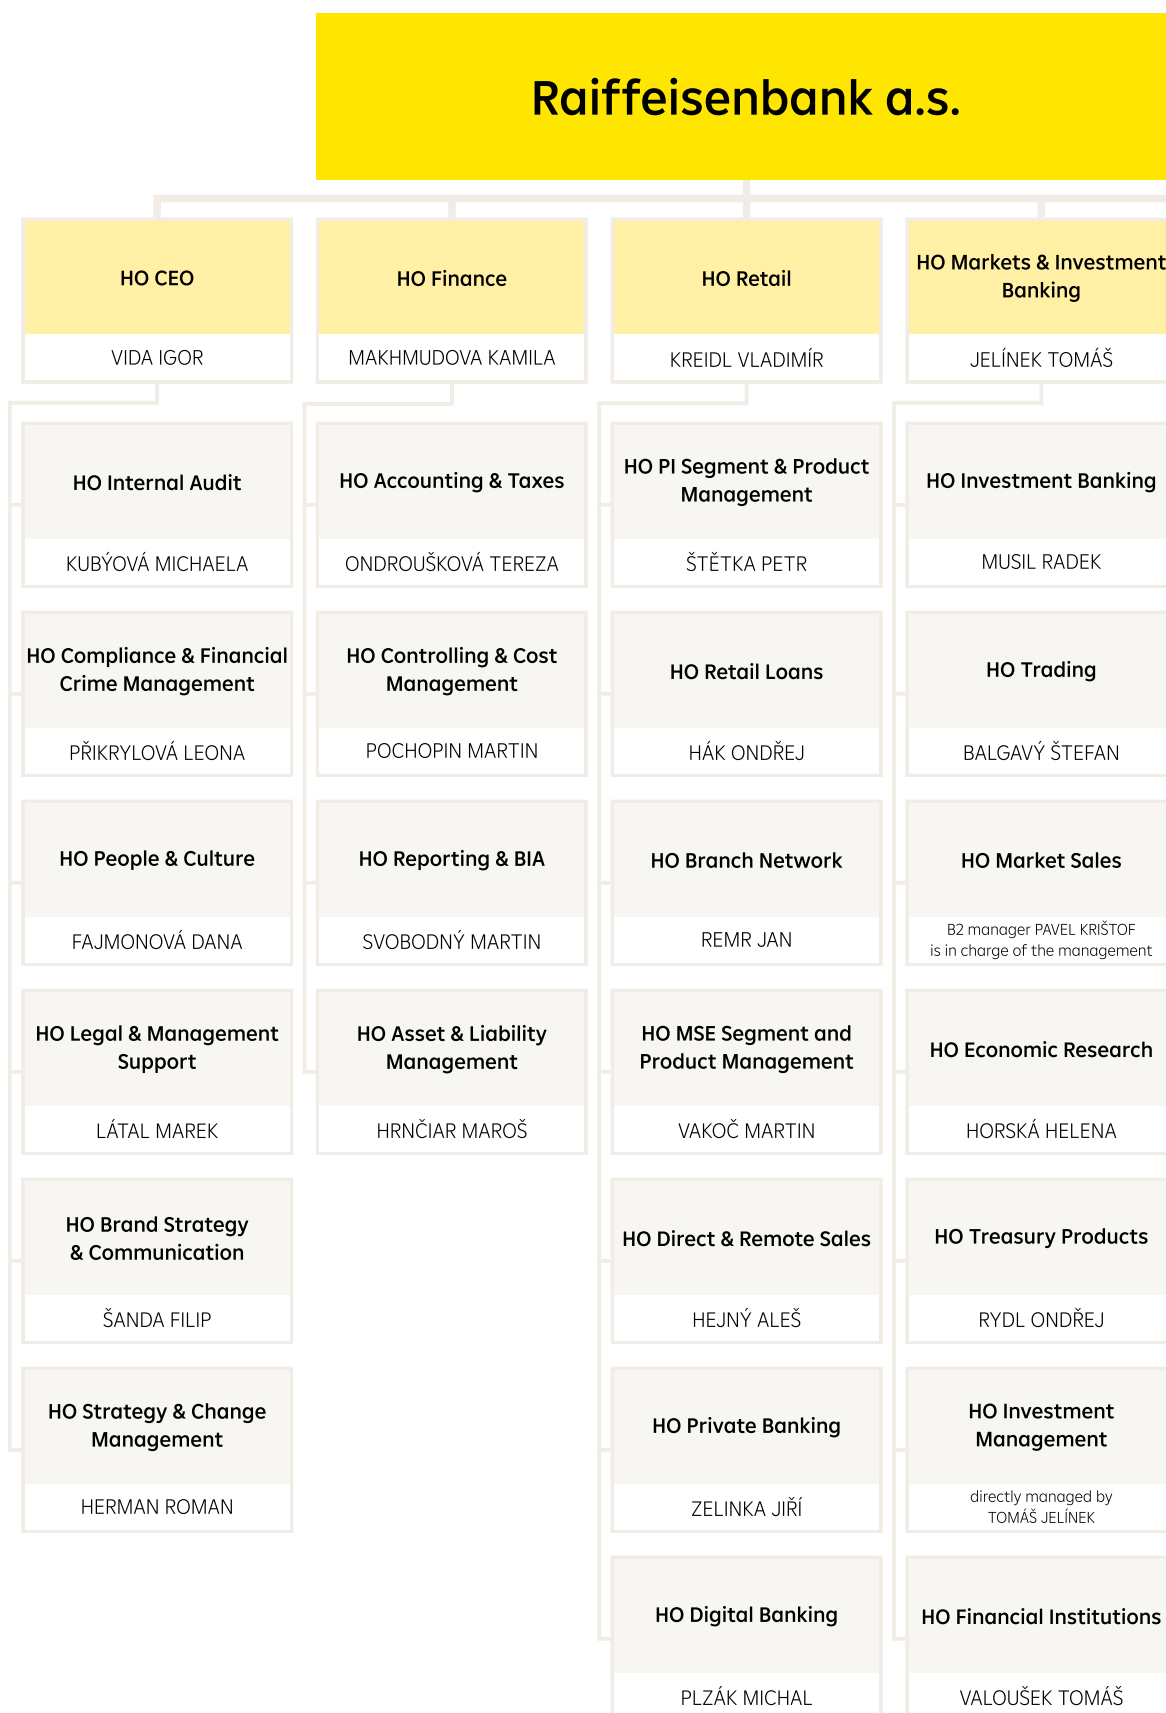 Raiffeisenbank a.s.
HO CEO
VIDA IGOR
HO Internal Audit
KUBÝOVÁ MICHAELA
HO Compliance & Financial
Crime Management
PŘIKRYLOVÁ LEONA
HO People & Culture
FAJMONOVÁ DANA
HO Legal & Management
Support
LÁTAL MAREK
HO Brand Strategy
& Communication
ŠANDA FILIP
HO Strategy & Change
Management
HERMAN ROMAN
HO Finance
MAKHMUDOVA KAMILA
HO Accounting & Taxes
ONDROUŠKOVÁ TEREZA
HO Controlling & Cost
Management
POCHOPIN MARTIN
HO Reporting & BIA
SVOBODNÝ MARTIN
HO Asset & Liability
Management
HRNČIAR MAROŠ
HO Retail
KREIDL VLADIMÍR
HO PI Segment & Product
Management
ŠTĚTKA PETR
HO Retail Loans
HÁK ONDŘEJ
HO Branch Network
REMR JAN
HO MSE Segment and
Product Management
VAKOČ MARTIN
HO Direct & Remote Sales
HEJNÝ ALEŠ
HO Private Banking
ZELINKA JIŘÍ
HO Digital Banking
PLZÁK MICHAL
HO Markets & Investment
Banking
JELÍNEK TOMÁŠ
HO Investment Banking
MUSIL RADEK
HO Trading
BALGAVÝ ŠTEFAN
HO Market Sales
B2 manager PAVEL KRIŠTOF
is in charge of the management
HO Economic Research
HORSKÁ HELENA
HO Treasury Products
RYDL ONDŘEJ
HO Investment
Management
directly managed by
TOMÁŠ JELÍNEK
HO Financial Institutions
VALOUŠEK TOMÁŠ